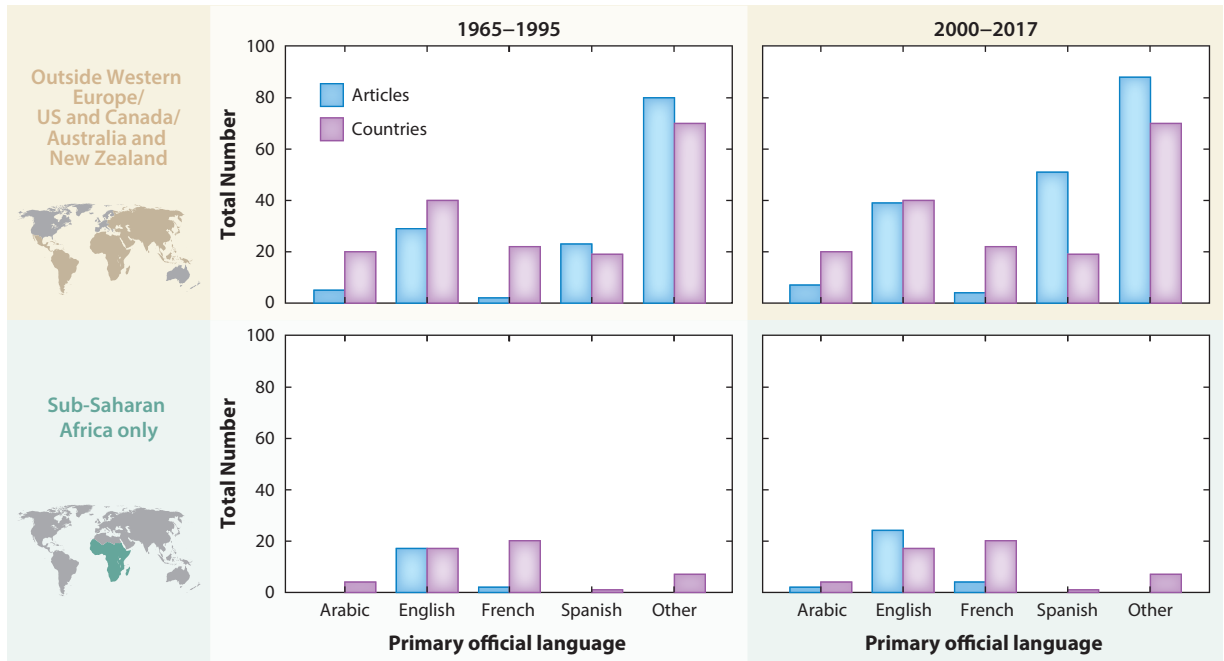 1965–1995
2000–2017
Outside Western
Europe/
US and Canada/
Australia and
New Zealand
Total Number
100
80
60
40
20
0
Articles
Countries
Sub-Saharan
Africa only
Total Number
100
80
60
40
20
0
Arabic English French Spanish Other
Arabic English French Spanish Other
Primary official language
Primary official language